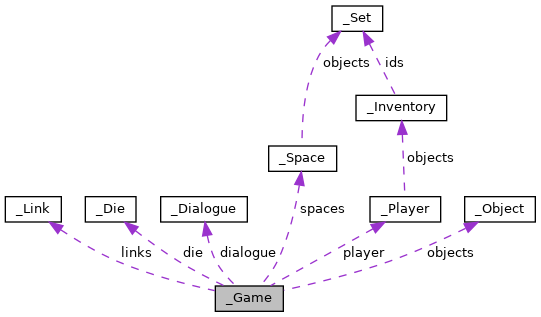 _Set
objects
ids
_Inventory
_Space
objects
_Link
_Die
_Dialogue
spaces
_Player
_Object
links
die
dialogue
player
objects
_Game